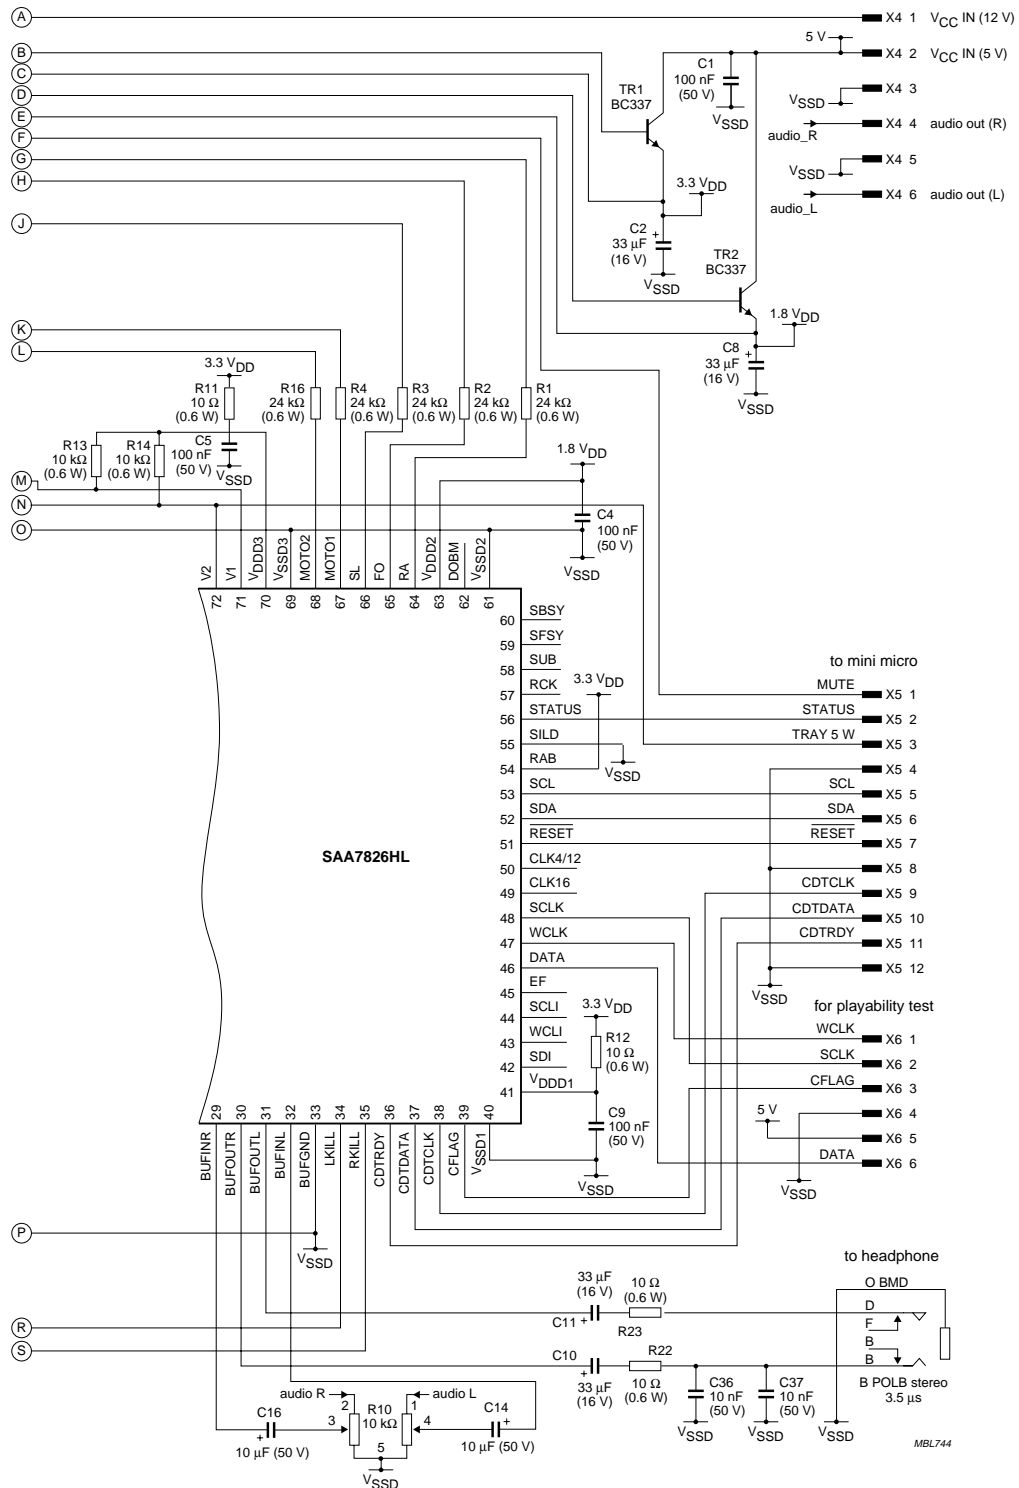 A
X4 1 VCC IN (12 V)
5 V
B
X4 2 VCC IN (5 V)
C
C1
100 nF
(50 V)
VSSD
D
TR1
BC337
VSSD
X4 3
E
F
audio_R
X4 4 audio out (R)
G
VSSD
X4 5
H
3.3 VDD
audio_L
X4 6 audio out (L)
J
C2 +
33 μF
(16 V)
VSSD
TR2
BC337
1.8 VDD
K
L
C8 +
33 μF
(16 V)
VSSD
3.3 VDD
R11
10 Ω
(0.6 W)
R16
24 kΩ
(0.6 W)
R4
24 kΩ
(0.6 W)
R3
24 kΩ
(0.6 W)
R2
24 kΩ
(0.6 W)
R1
24 kΩ
(0.6 W)
R13
10 kΩ
(0.6 W)
R14
10 kΩ
(0.6 W)
C5
100 nF
(50 V)
VSSD
1.8 VDD
M
N
O
C4
100 nF
(50 V)
VSSD
V2
V1
VDDD3
VSSD3
MOTO2
MOTO1
SL
FO
RA
VDDD2
DOBM
VSSD2
72 71 70 69 68 67 66 65 64 63 62 61
60 SBSY
59 SFSY
58 SUB
57 RCK
3.3 VDD
56 STATUS
55 SILD
VSSD
54 RAB
53 SCL
52 SDA
51 RESET
50 CLK4/12
49 CLK16
48 SCLK
47 WCLK
46 DATA
45 EF
44 SCLI
43 WCLI
42 SDI
41 VDDD1
SAA7826HL
to mini micro
MUTE X5 1
STATUS X5 2
TRAY 5 W X5 3
X5 4
SCL X5 5
SDA X5 6
RESET X5 7
X5 8
CDTCLK X5 9
CDTDATA X5 10
CDTRDY X5 11
X5 12
VSSD
3.3 VDD
R12
10 Ω
(0.6 W)
C9
100 nF
(50 V)
VSSD
for playability test
WCLK X6 1
SCLK X6 2
CFLAG X6 3
X6 4
5 V
X6 5
DATA X6 6
VSSD
29 30 31 32 33 34 35 36 37 38 39 40
BUFINR
BUFOUTR
BUFOUTL
BUFINL
BUFGND
LKILL
RKILL
CDTRDY
CDTDATA
CDTCLK
CFLAG
VSSD1
P
VSSD
R
S
to headphone
O BMD
33 μF
(16 V)
C11 +
10 Ω
(0.6 W)
R23
D
F
B
B
C10
+
33 μF
(16 V)
R22
10 Ω
(0.6 W)
C36
10 nF
(50 V)
VSSD
C37
10 nF
(50 V)
VSSD
VSSD
B POLB stereo
3.5 μs
audio R
audio L
2
1
C16
+
10 μF (50 V)
3
R10
10 kΩ
4
5
C14
+
10 μF (50 V)
VSSD
MBL744